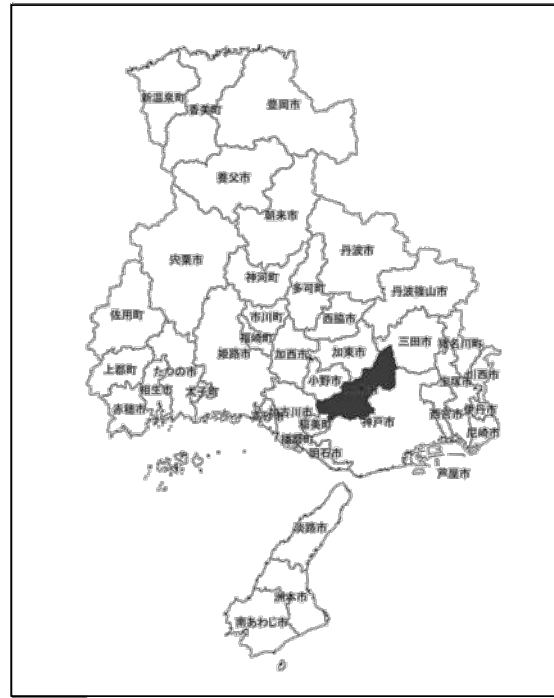 新温泉町
香美町
豊岡市
養父市
朝来市
丹波市
宍粟市
神河町
多可町
丹波篠山市
佐用町
市川町
西脇市
福崎町
三田市
猪名川町
姫路市
加西市
加東市
上郡町
たつの市
川西市
宝塚市
相生市
太子町
小野市
赤穂市
古川市
稲美町
神戸市
西宮市
伊丹市
尼崎市
播磨町
明石市
芦屋市
淡路市
洲本市
南あわじ市